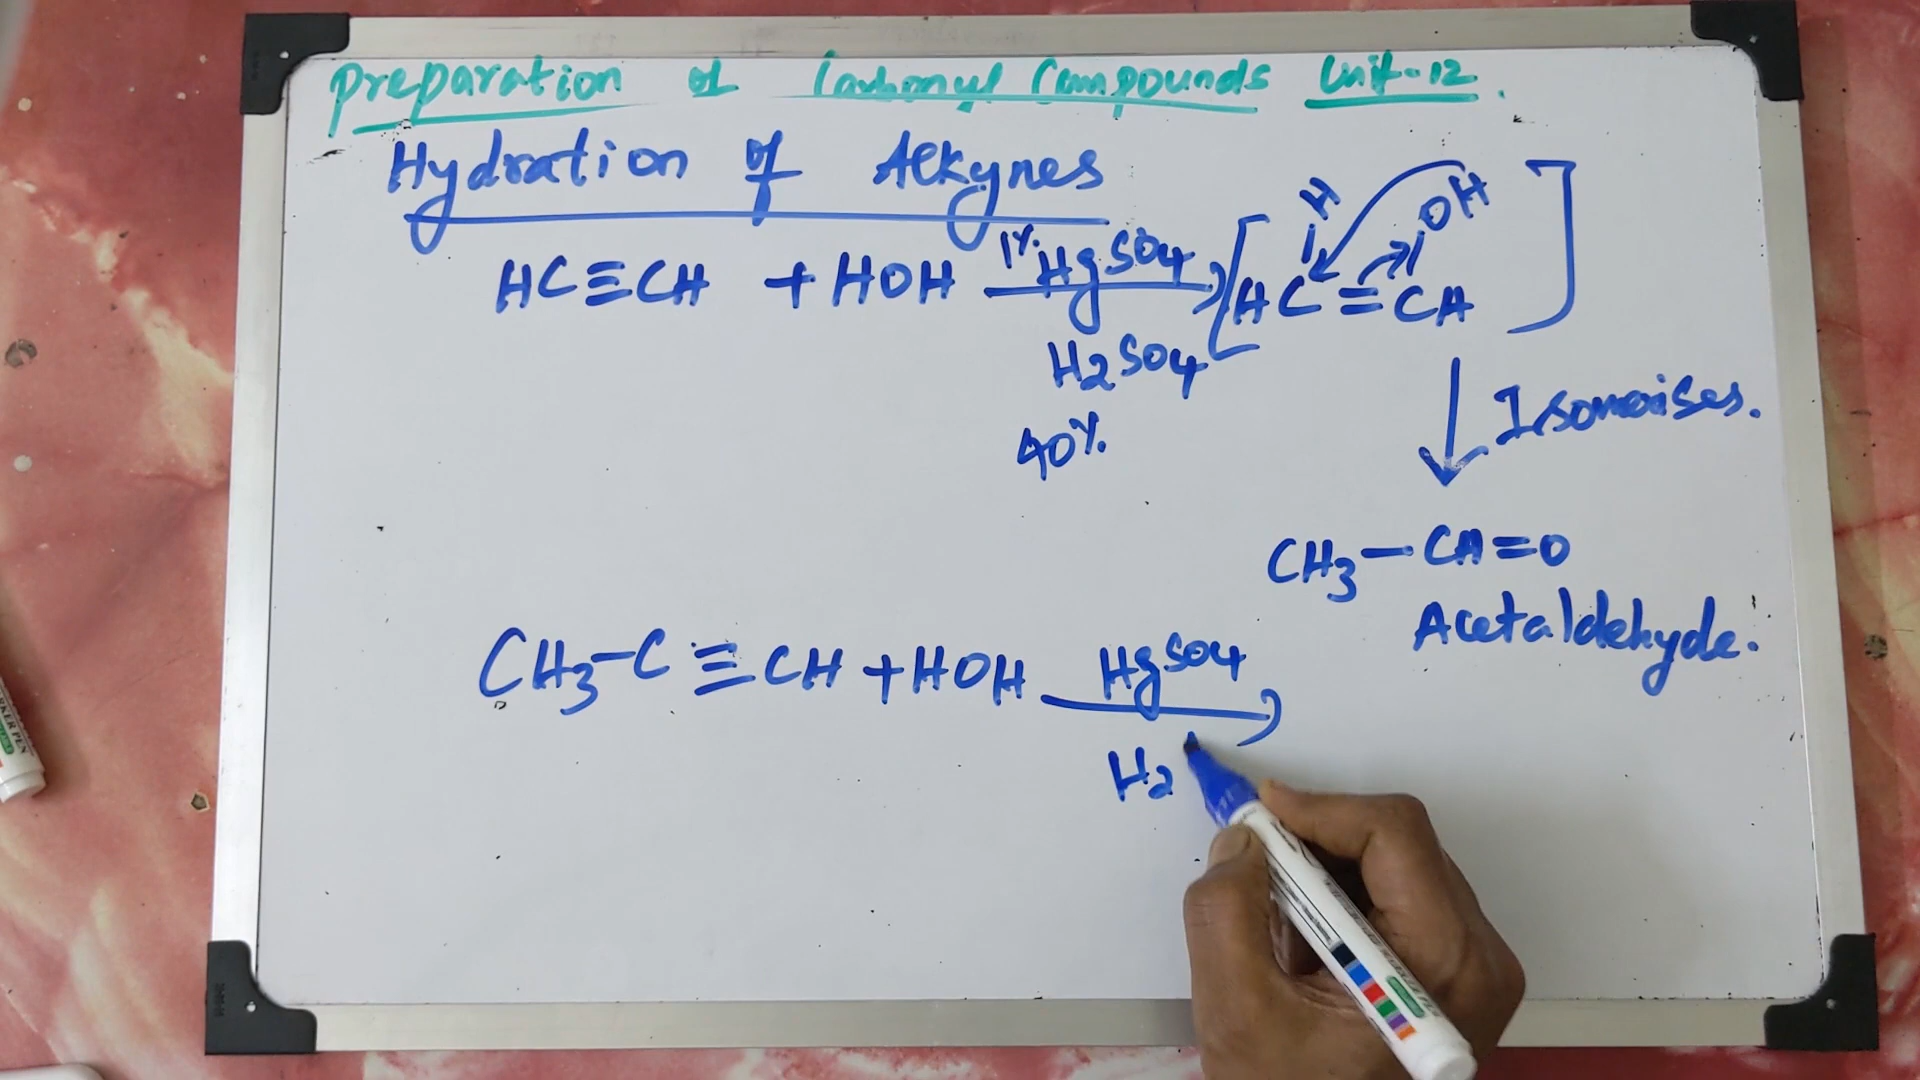 Preparation of Carbonyl Compounds Unit-12.
Hydration of Alkynes
H OH
HC≡CH + HOH 1% HgSO4 [HC=CH]
H2SO4
40%
Isomerises.
CH3-CH=O
Acetaldehyde.
CH3-C≡CH+HOH HgSO4
H2